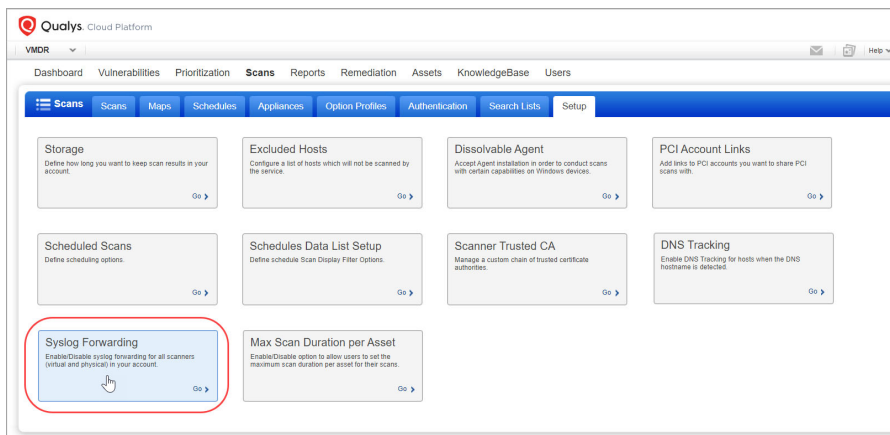 Qualys. Cloud Platform
VMDR
Help
Dashboard Vulnerabilities Prioritization Scans Reports Remediation Assets KnowledgeBase Users
Scans Scans Maps Schedules Appliances Option Profiles Authentication Search Lists Setup
Storage
Define how long you want to keep scan results in your
account.
Go
Excluded Hosts
Configure a list of hosts which will not be scanned by
the service.
Go
Dissolvable Agent
Accept Agent installation in order to conduct scans
with certain capabilities on Windows devices.
Go
PCI Account Links
Add links to PCI accounts you want to share PCI
scans with.
Go
Scheduled Scans
Define scheduling options.
Go
Schedules Data List Setup
Define schedule Scan Display Filter Options.
Go
Scanner Trusted CA
Manage a custom chain of trusted certificate
authorities.
Go
DNS Tracking
Enable DNS Tracking for hosts when the DNS
hostname is detected.
Go
Syslog Forwarding
Enable/Disable syslog forwarding for all scanners
(virtual and physical) in your account.
Go
Max Scan Duration per Asset
Enable/Disable option to allow users to set the
maximum scan duration per asset for their scans.
Go